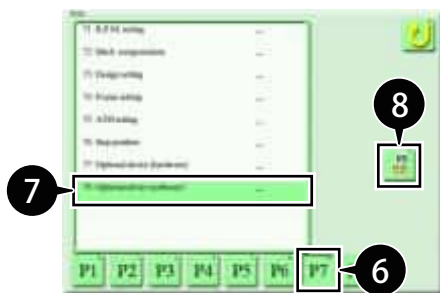 71 R.P.M. setting ...
72 Stitch compensation ...
73 Design setting ...
Frame setting ...
75 ATH setting ...
76 Stop position ...
77 Optional device (hardware) ...
78 Optional device (software) ...
8
7
P1 P2 P3 P4 P5 P6 P7 6